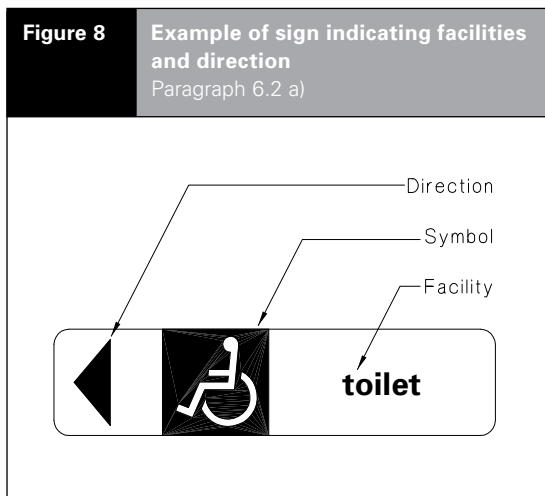 Figure 8
Example of sign indicating facilities
and direction
Paragraph 6.2 a)
Direction
Symbol
Facility
toilet